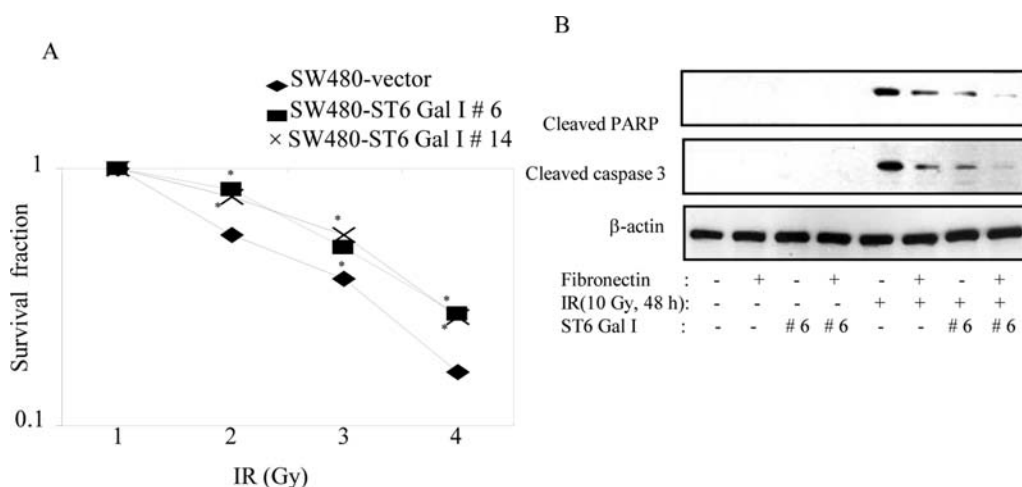 A
SW480-vector
SW480-ST6 Gal I # 6
SW480-ST6 Gal I # 14
1
0.1
Survival fraction
1 2 3 4
IR (Gy)
B
Cleaved PARP
Cleaved caspase 3
β-actin
Fibronectin : - + - + - + - +
IR(10 Gy, 48 h) : - - - - + + + +
ST6 Gal I : - - # 6 # 6 - - # 6 # 6